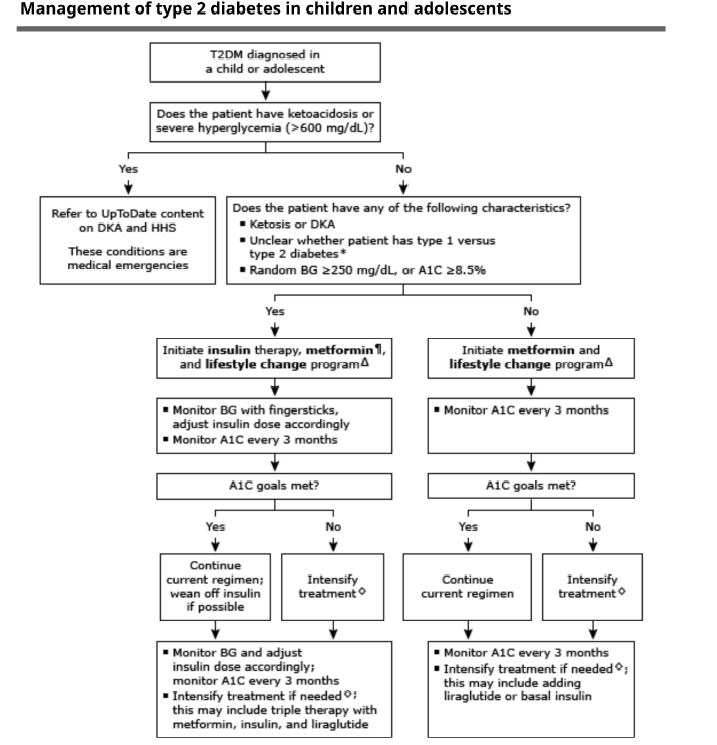 Management of type 2 diabetes in children and adolescents
T2DM diagnosed in
a child or adolescent
Does the patient have ketoacidosis or
severe hyperglycemia (>600 mg/dL)?
Yes
No
Refer to UpToDate content
on DKA and HHS
These conditions are
medical emergencies
Does the patient have any of the following characteristics?
▪ Ketosis or DKA
▪ Unclear whether patient has type 1 versus
type 2 diabetes*
▪ Random BG ≥250 mg/dL, or A1C ≥8.5%
Yes
No
Initiate insulin therapy, metformin¶,
and lifestyle change programΔ
Initiate metformin and
lifestyle change programΔ
▪ Monitor BG with fingersticks,
adjust insulin dose accordingly
▪ Monitor A1C every 3 months
▪ Monitor A1C every 3 months
A1C goals met?
A1C goals met?
Yes
No
Yes
No
Continue
current regimen;
wean off insulin
if possible
Intensify
treatment◇
Continue
current regimen
Intensify
treatment◇
▪ Monitor BG and adjust
insulin dose accordingly;
monitor A1C every 3 months
▪ Intensify treatment if needed◇;
this may include triple therapy with
metformin, insulin, and liraglutide
▪ Monitor A1C every 3 months
▪ Intensify treatment if needed◇;
this may include adding
liraglutide or basal insulin